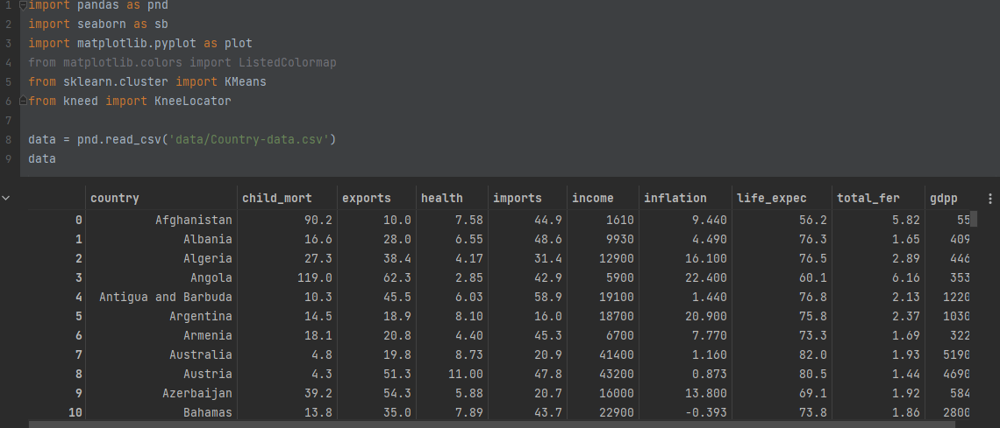 1 import pandas as pnd
2 import seaborn as sb
3 import matplotlib.pyplot as plot
4 from matplotlib.colors import ListedColormap
5 from sklearn.cluster import KMeans
6 from kneed import KneeLocator
7
8 data = pnd.read_csv('data/Country-data.csv')
9 data
country child_mort exports health imports income inflation life_expec total_fer gdpp
0 Afghanistan 90.2 10.0 7.58 44.9 1610 9.440 56.2 5.82 55
1 Albania 16.6 28.0 6.55 48.6 9930 4.490 76.3 1.65 409
2 Algeria 27.3 38.4 4.17 31.4 12900 16.100 76.5 2.89 446
3 Angola 119.0 62.3 2.85 42.9 5900 22.400 60.1 6.16 353
4 Antigua and Barbuda 10.3 45.5 6.03 58.9 19100 1.440 76.8 2.13 1220
5 Argentina 14.5 18.9 8.10 16.0 18700 20.900 75.8 2.37 1030
6 Armenia 18.1 20.8 4.40 45.3 6700 7.770 73.3 1.69 322
7 Australia 4.8 19.8 8.73 20.9 41400 1.160 82.0 1.93 5190
8 Austria 4.3 51.3 11.00 47.8 43200 0.873 80.5 1.44 4690
9 Azerbaijan 39.2 54.3 5.88 20.7 16000 13.800 69.1 1.92 584
10 Bahamas 13.8 35.0 7.89 43.7 22900 -0.393 73.8 1.86 2800